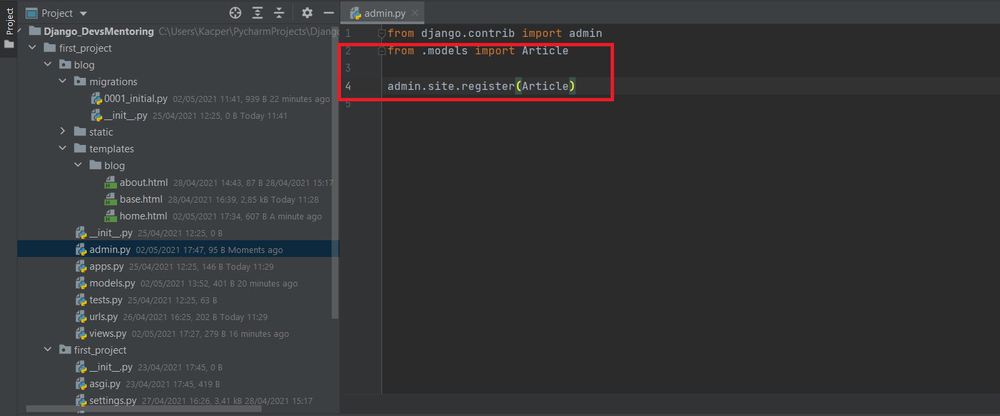 Project
Project
Django_DevsMentoring C:\Users\Kacper\PycharmProjects\Djang
first_project
blog
migrations
0001_initial.py 02/05/2021 11:41, 939 B 22 minutes ago
__init__.py 25/04/2021 12:25, 0 B Today 11:41
static
templates
blog
about.html 28/04/2021 14:43, 87 B 28/04/2021 15:17
base.html 28/04/2021 16:39, 2,85 kB Today 11:28
home.html 02/05/2021 17:34, 607 B A minute ago
__init__.py 25/04/2021 12:25, 0 B
admin.py 02/05/2021 17:47, 95 B Moments ago
apps.py 25/04/2021 12:25, 146 B Today 11:29
models.py 02/05/2021 13:52, 401 B 20 minutes ago
tests.py 25/04/2021 12:25, 63 B
urls.py 26/04/2021 16:25, 202 B Today 11:29
views.py 02/05/2021 17:27, 279 B 16 minutes ago
first_project
__init__.py 23/04/2021 17:45, 0 B
asgi.py 23/04/2021 17:45, 419 B
settings.py 27/04/2021 16:26, 3,41 kB 28/04/2021 15:17
admin.py
1 from django.contrib import admin
2 from .models import Article
3
4 admin.site.register(Article)
5